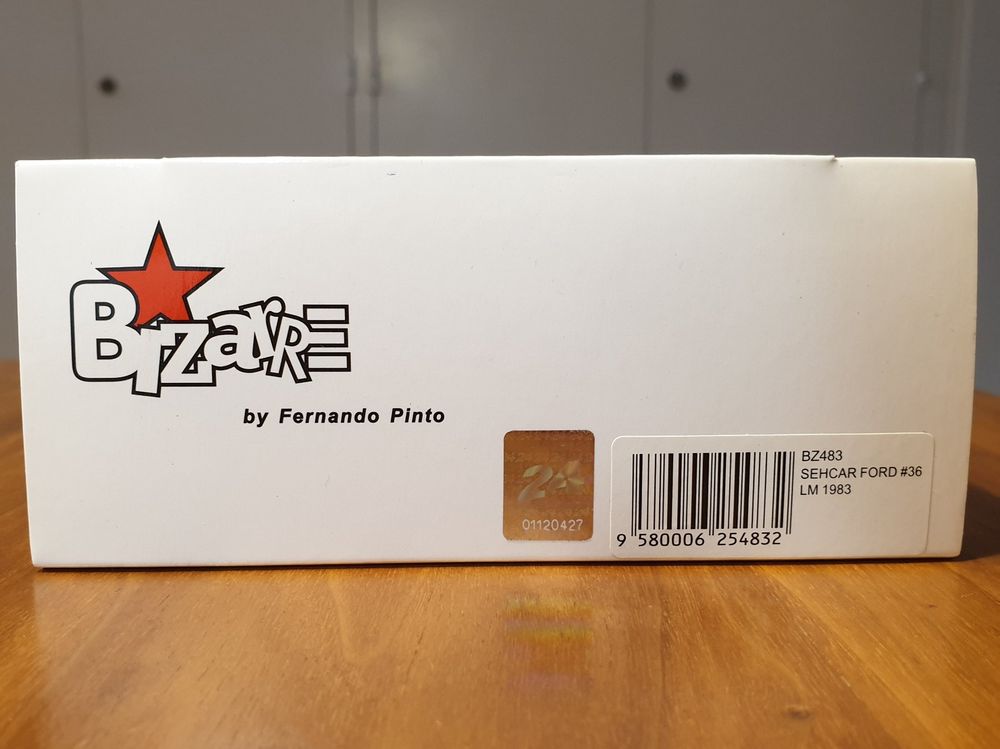 BizarRE
by Fernando Pinto
24
01120427
BZ483
SEHCAR FORD #36
LM 1983
9 580006 254832